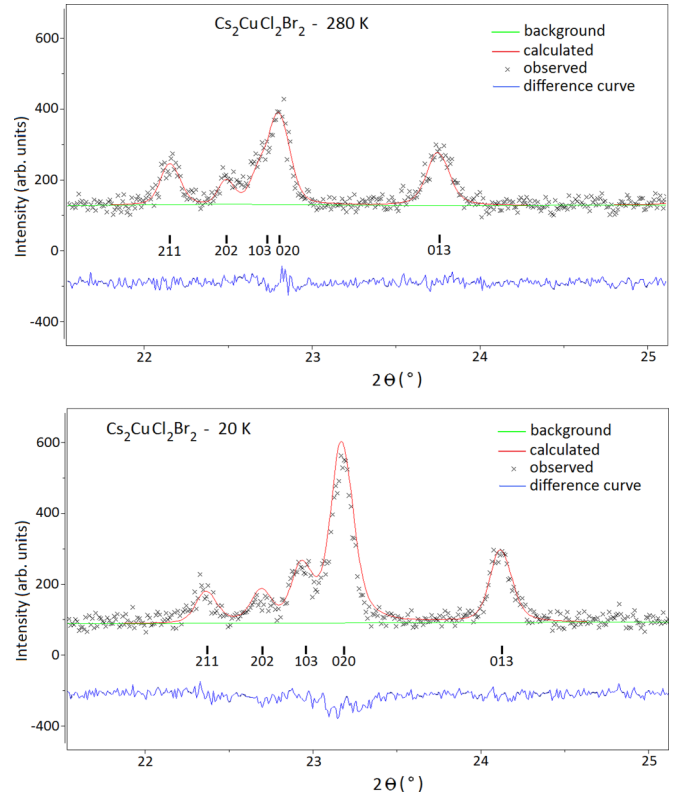 Cs₂CuCl₂Br₂ - 280 K
background
calculated
observed
difference curve
Intensity (arb. units)
600
400
200
0
-400
211 202 103 020 013
22 23 24 25
2Θ(°)
Cs₂CuCl₂Br₂ - 20 K
background
calculated
observed
difference curve
Intensity (arb. units)
600
400
200
0
-400
211 202 103 020 013
22 23 24 25
2Θ(°)